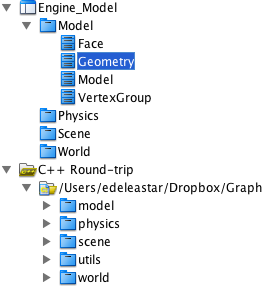 Engine_Model
Model
Face
Geometry
Model
VertexGroup
Physics
Scene
World
C++ Round-trip
/Users/edeleastar/Dropbox/Graph
model
physics
scene
utils
world